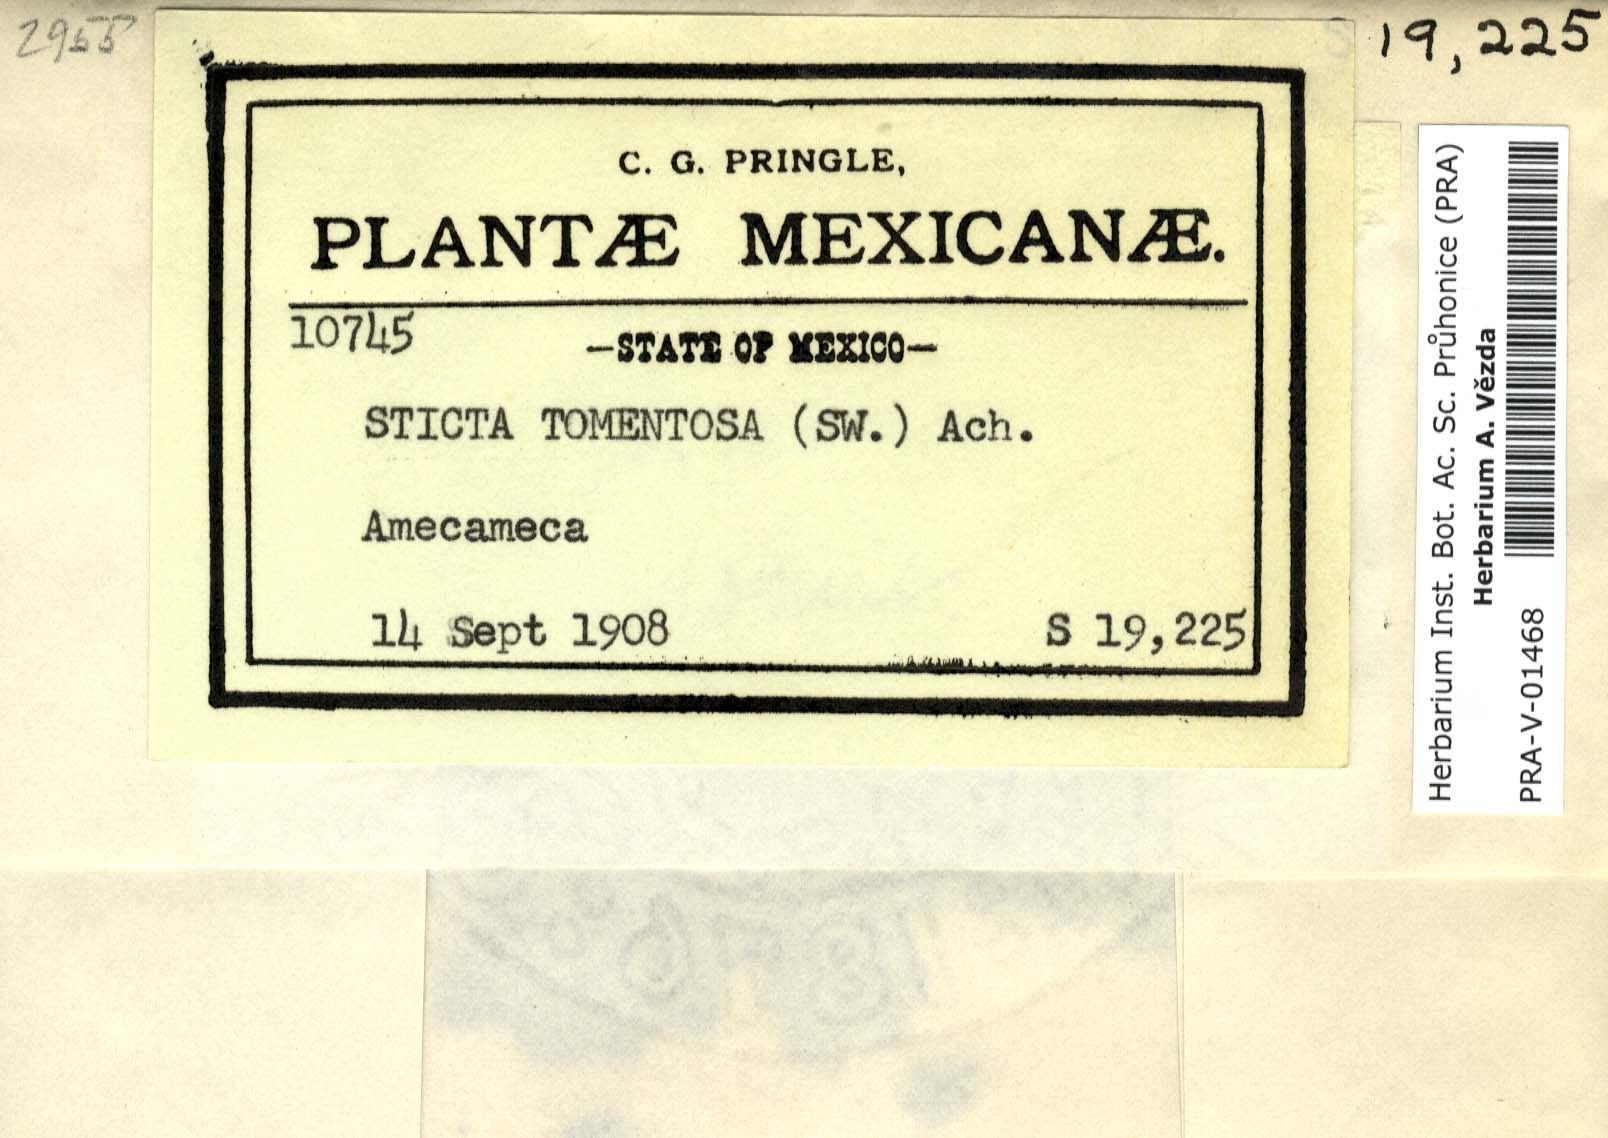 2955
19,225
C. G. PRINGLE,
PLANTÆ MEXICANÆ.
10745
—STATE OF MEXICO—
STICTA TOMENTOSA (SW.) Ach.
Amecameca
14 Sept 1908
S 19,225
Herbarium Inst. Bot. Ac. Sc. Průhonice (PRA)
Herbarium A. Vězda
PRA-V-01468